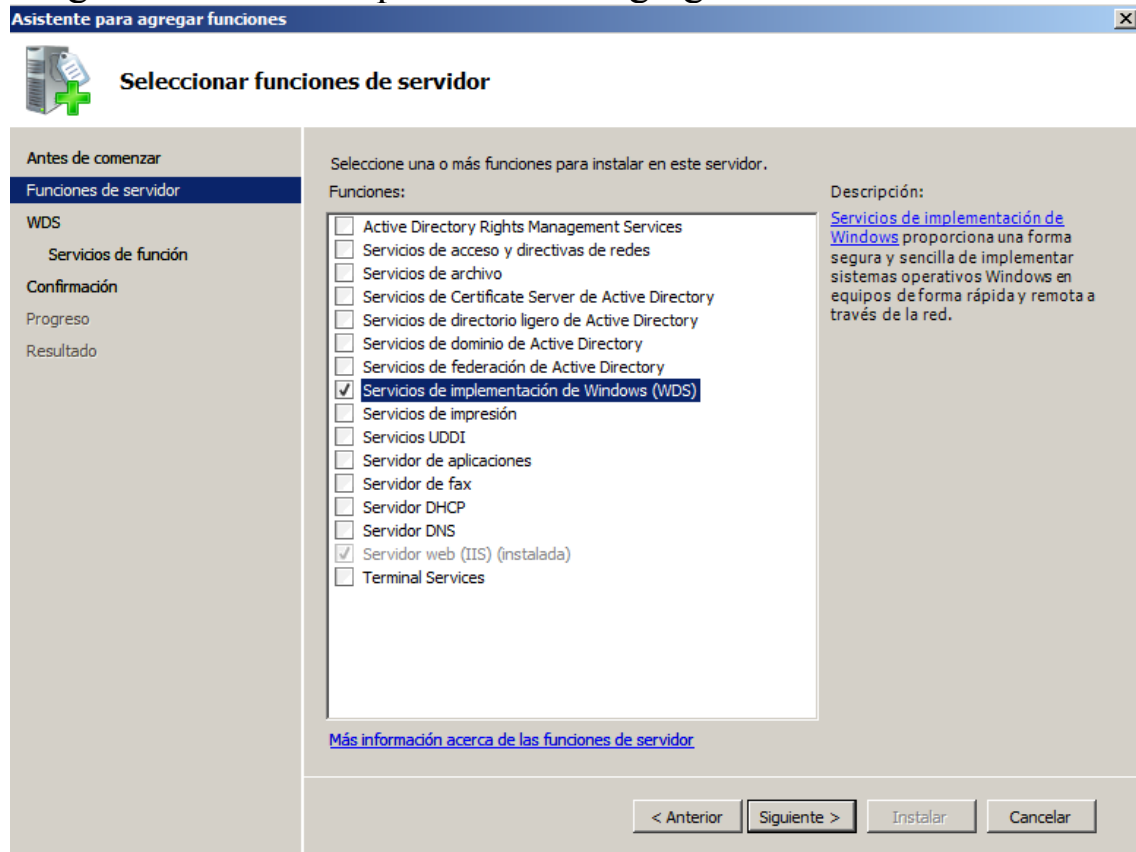 Asistente para agregar funciones
Seleccionar funciones de servidor
Antes de comenzar
Funciones de servidor
WDS
Servicios de función
Confirmación
Progreso
Resultado
Seleccione una o más funciones para instalar en este servidor.
Funciones:
Active Directory Rights Management Services
Servicios de acceso y directivas de redes
Servicios de archivo
Servicios de Certificate Server de Active Directory
Servicios de directorio ligero de Active Directory
Servicios de dominio de Active Directory
Servicios de federación de Active Directory
Servicios de implementación de Windows (WDS)
Servicios de impresión
Servicios UDDI
Servidor de aplicaciones
Servidor de fax
Servidor DHCP
Servidor DNS
Servidor web (IIS) (instalada)
Terminal Services
Más información acerca de las funciones de servidor
Descripción:
Servicios de implementación de
Windows proporciona una forma
segura y sencilla de implementar
sistemas operativos Windows en
equipos de forma rápida y remota a
través de la red.
< Anterior
Siguiente >
Instalar
Cancelar